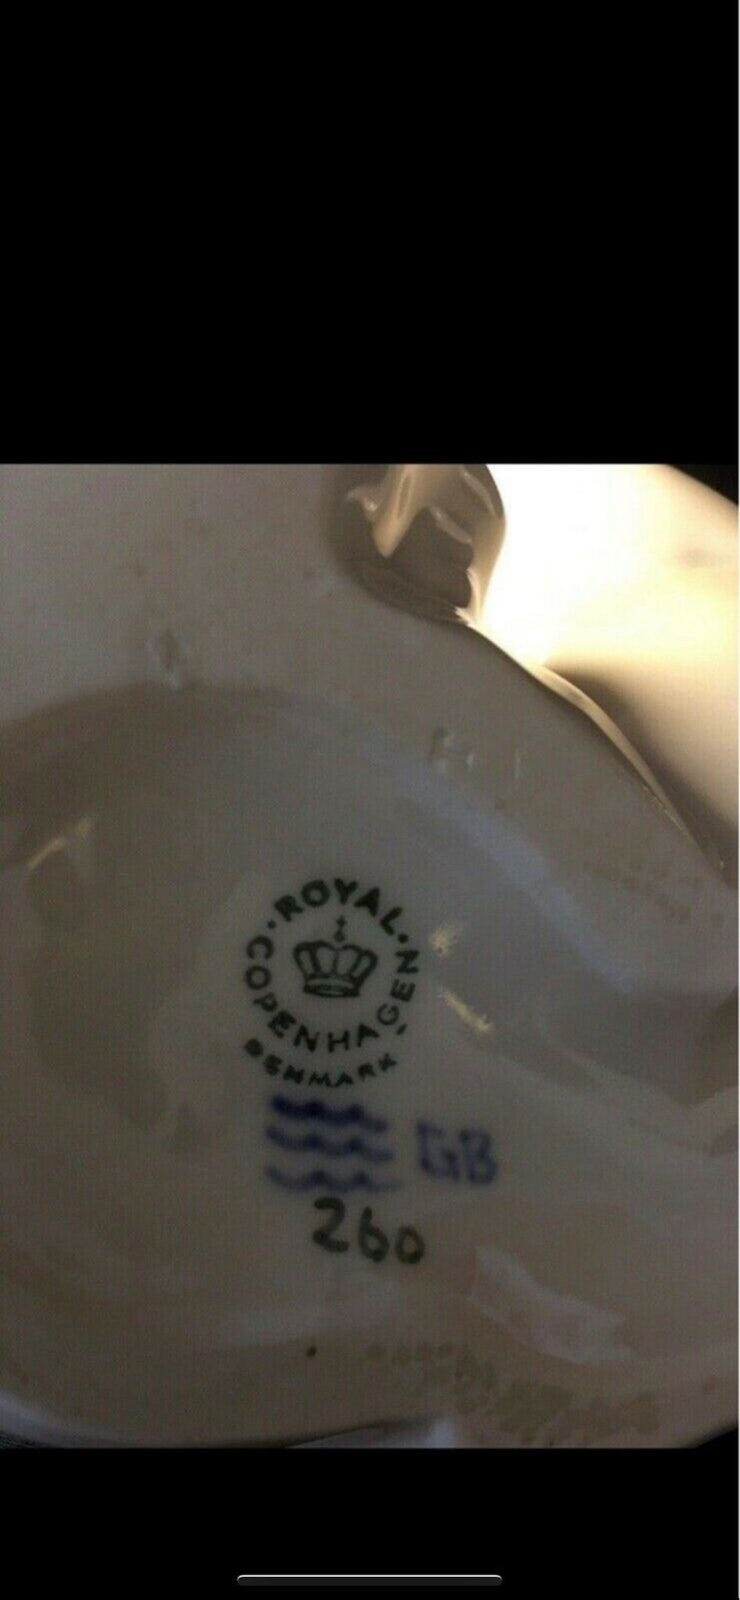 ROYAL
COPENHAGEN
DENMARK
GB
260